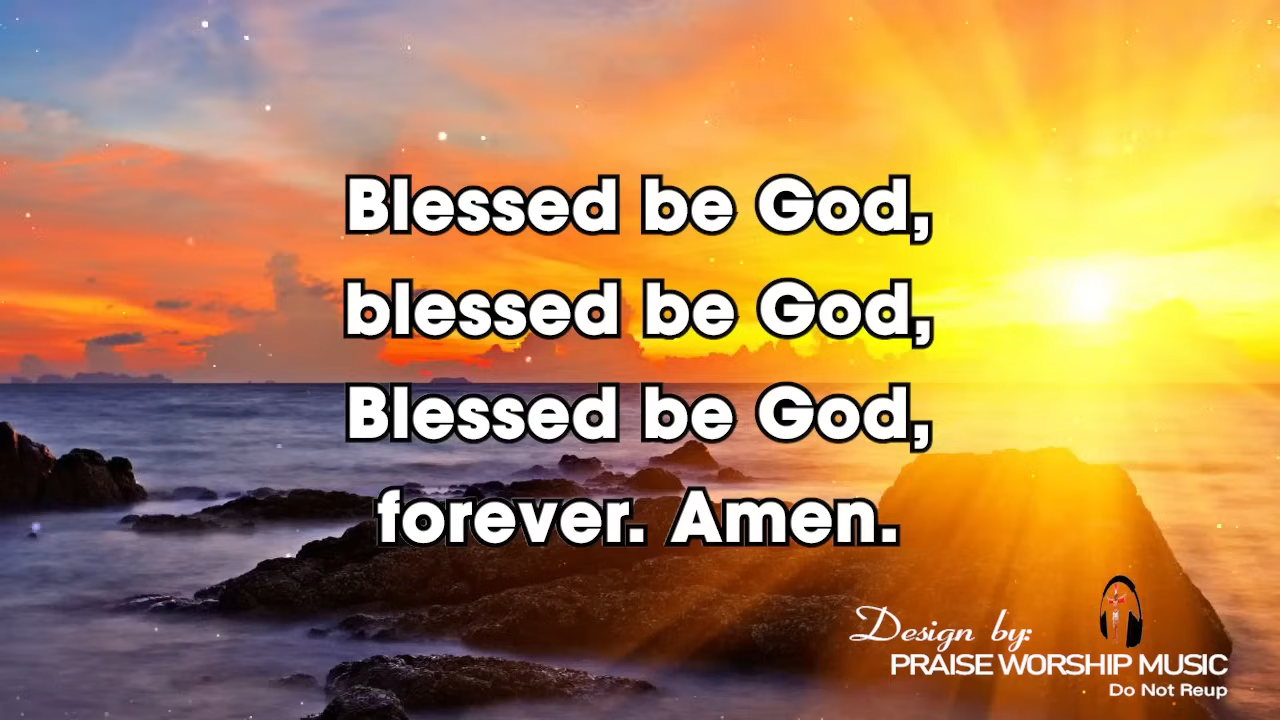 Blessed be God,
blessed be God,
Blessed be God,
forever. Amen.
Design by:
PRAISE WORSHIP MUSIC
Do Not Reup